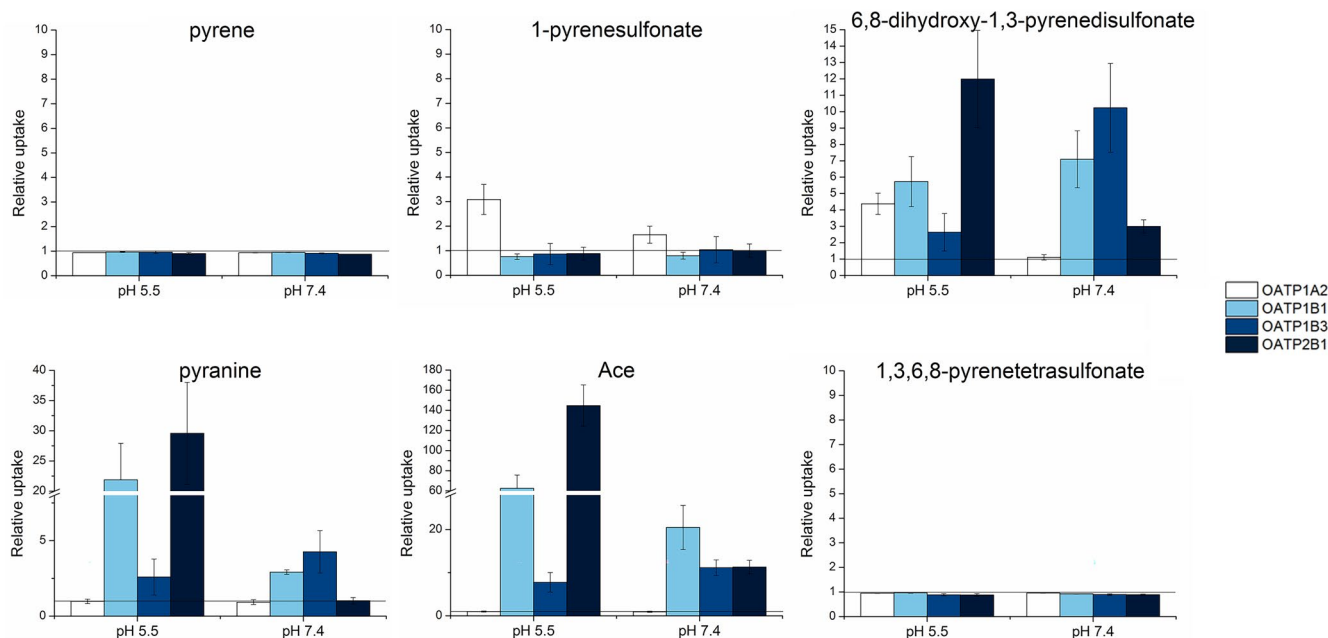 pyrene
10
9
8
7
6
5
4
3
2
1
0
Relative uptake
pH 5.5
pH 7.4
1-pyrenesulfonate
10
9
8
7
6
5
4
3
2
1
0
Relative uptake
pH 5.5
pH 7.4
6,8-dihydroxy-1,3-pyrenedisulfonate
15
14
13
12
11
10
9
8
7
6
5
4
3
2
1
0
Relative uptake
pH 5.5
pH 7.4
OATP1A2
OATP1B1
OATP1B3
OATP2B1
pyranine
40
35
30
25
20
5
0
Relative uptake
pH 5.5
pH 7.4
Ace
180
160
140
120
100
80
60
20
0
Relative uptake
pH 5.5
pH 7.4
1,3,6,8-pyrenetetrasulfonate
10
9
8
7
6
5
4
3
2
1
0
Relative uptake
pH 5.5
pH 7.4